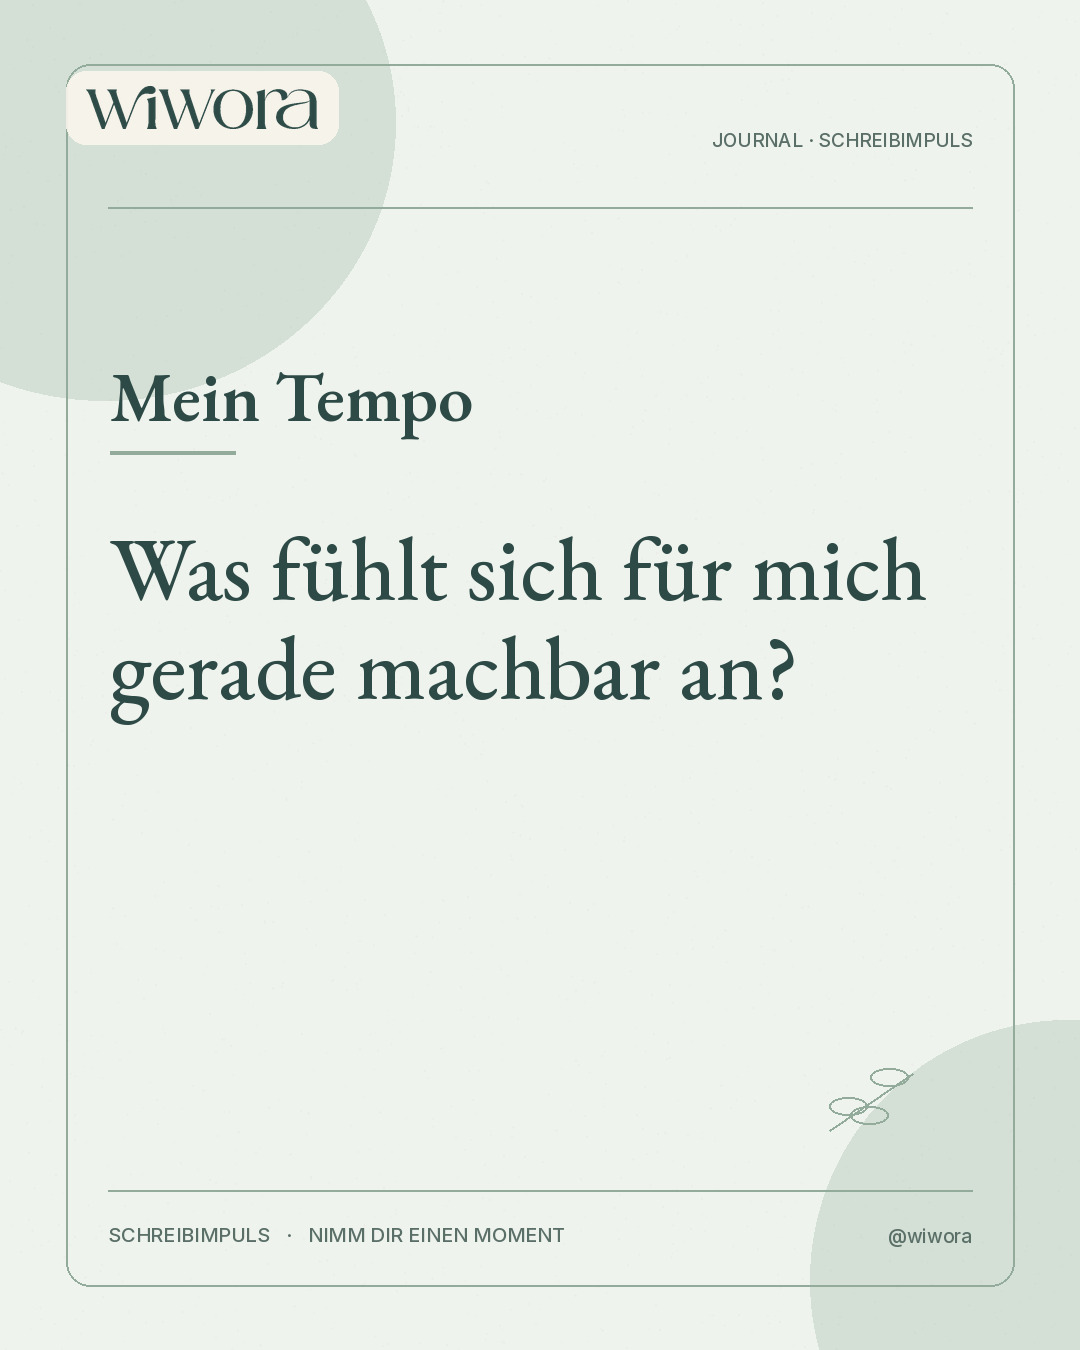 wiwora
JOURNAL · SCHREIBIMPULS
Mein Tempo
Was fühlt sich für mich
gerade machbar an?
SCHREIBIMPULS · NIMM DIR EINEN MOMENT
@wiwora